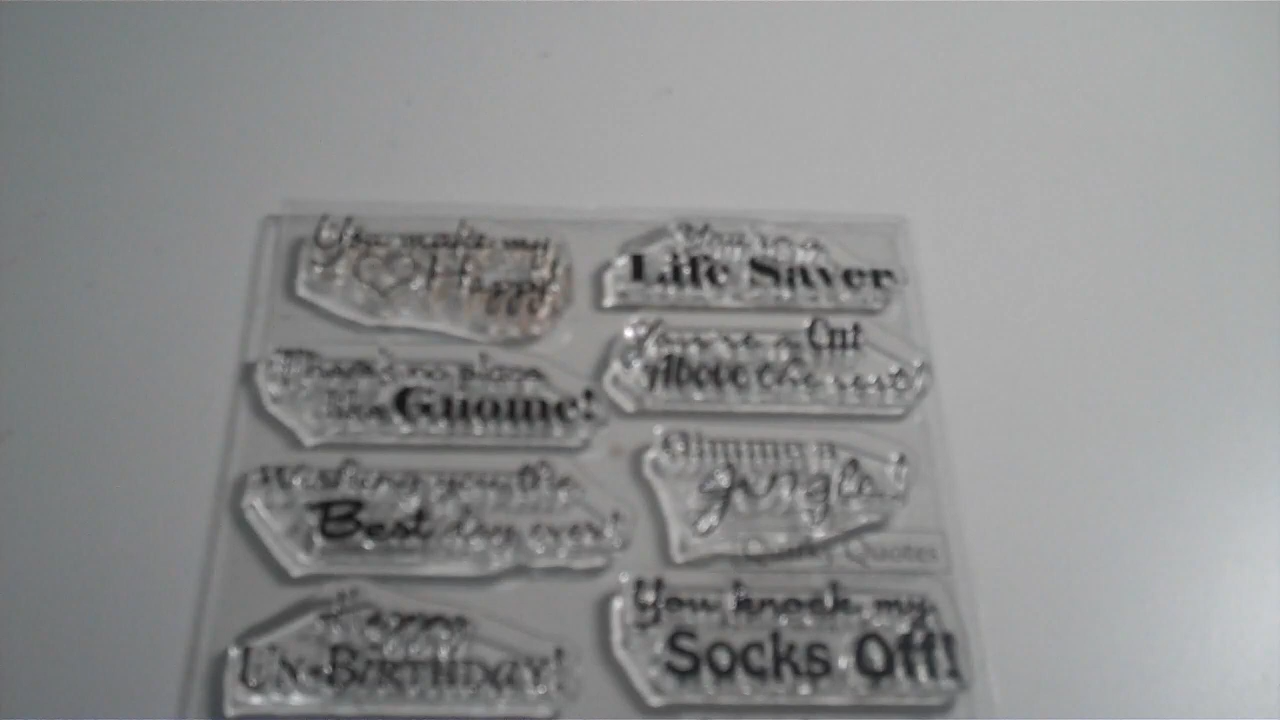 You make my
Happy
You're a
Life Saver
There's no place
like Gnome!
You're a Cut
Above the rest!
Wishing you the
Best day ever!
Gimme a
Jingle!
Quirky Quotes
Happy
Un-Birthday!
You knock my
Socks Off!